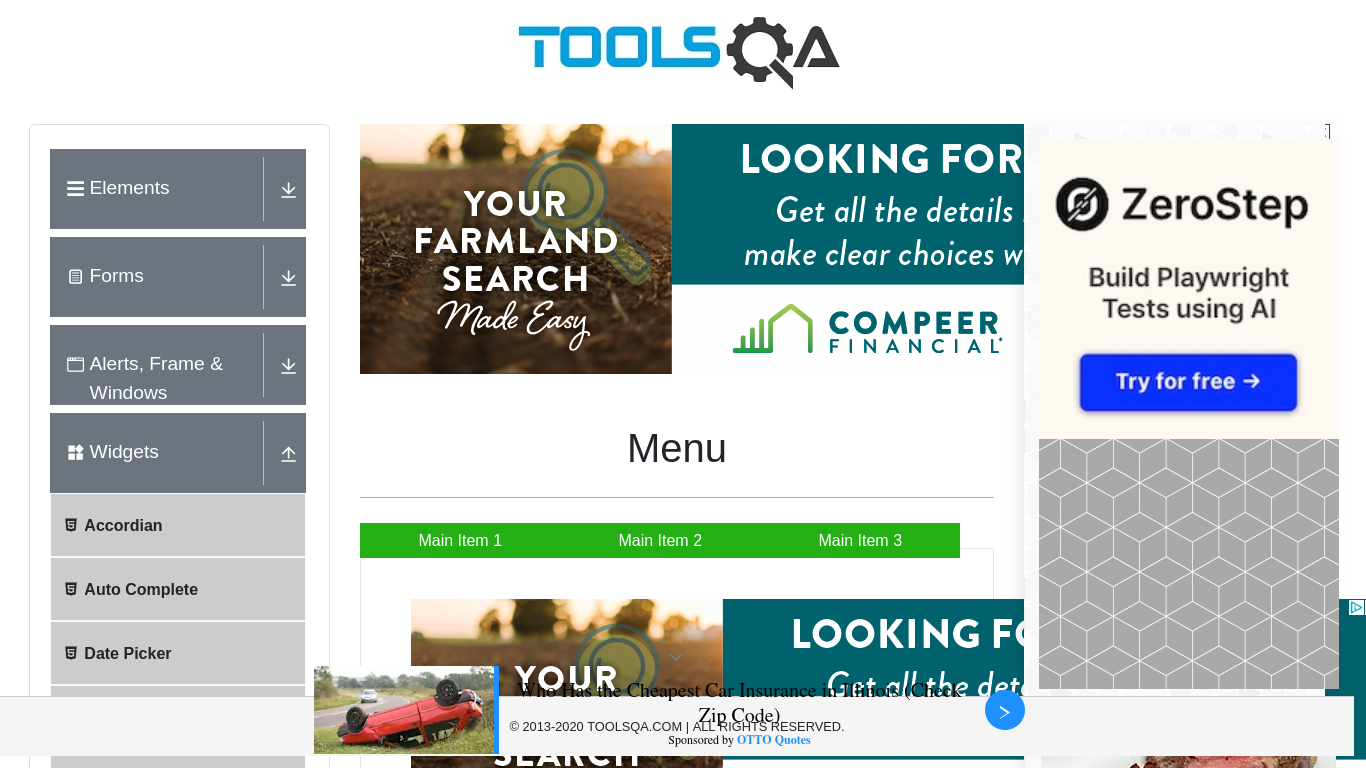 TOOLSQA
Elements
Forms
Alerts, Frame &
Windows
Widgets
Accordian
Auto Complete
Date Picker
YOUR
FARMLAND
SEARCH
Made Easy
LOOKING FOR
Get all the details
make clear choices
COMPEER
FINANCIAL
ZeroStep
Build Playwright
Tests using AI
Try for free →
Menu
Main Item 1
Main Item 2
Main Item 3
YOUR
SEARCH
LOOKING
Get all the
Who Has the Cheapest Car Insurance in Illinois (Check
Zip Code)
Sponsored by OTTO Quotes
>
© 2013-2020 TOOLSQA.COM | ALL RIGHTS RESERVED.